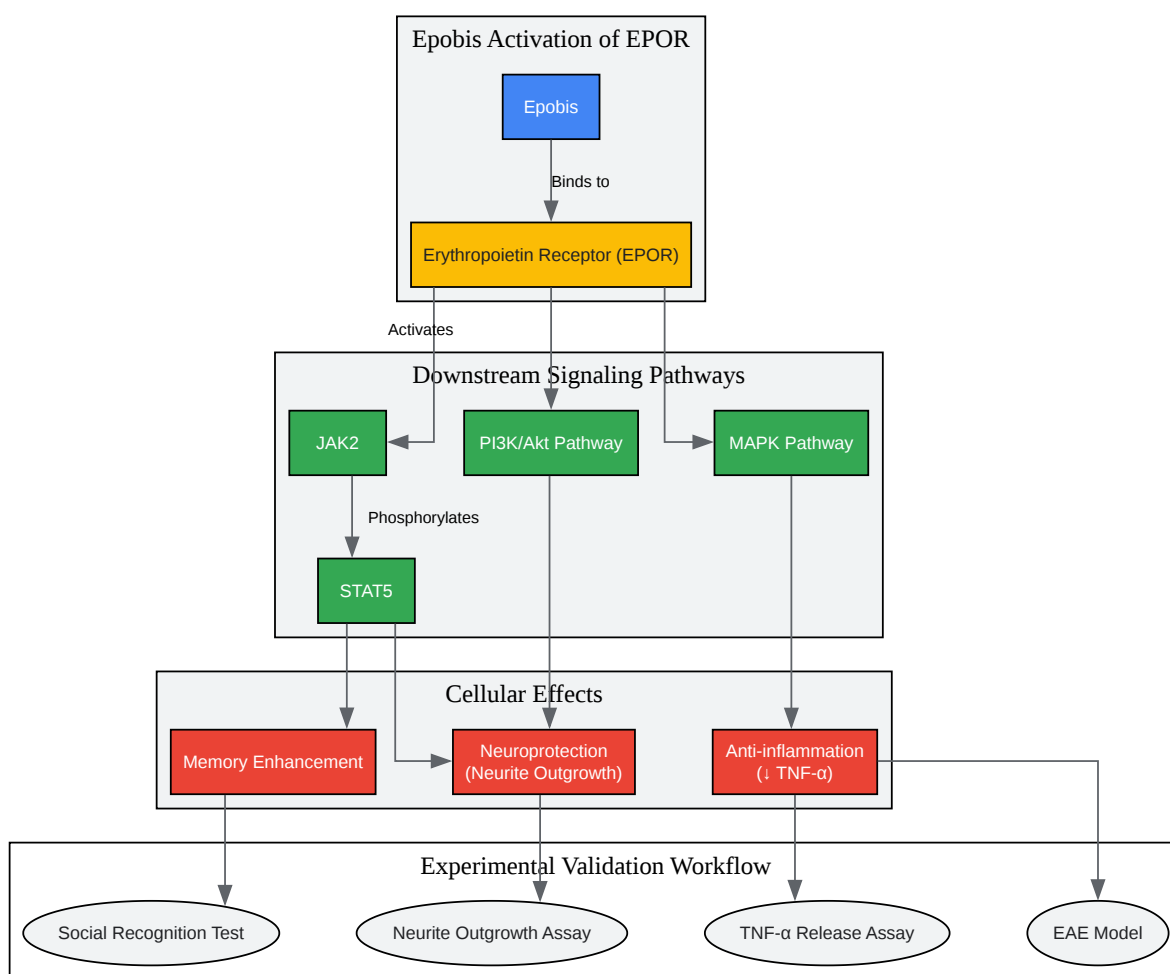 Epobis Activation of EPOR
Epobis
Binds to
Erythropoietin Receptor (EPOR)
Activates
Downstream Signaling Pathways
JAK2
PI3K/Akt Pathway
MAPK Pathway
Phosphorylates
STAT5
Cellular Effects
Memory Enhancement
Neuroprotection
(Neurite Outgrowth)
Anti-inflammation
(↓ TNF-α)
Experimental Validation Workflow
Social Recognition Test
Neurite Outgrowth Assay
TNF-α Release Assay
EAE Model